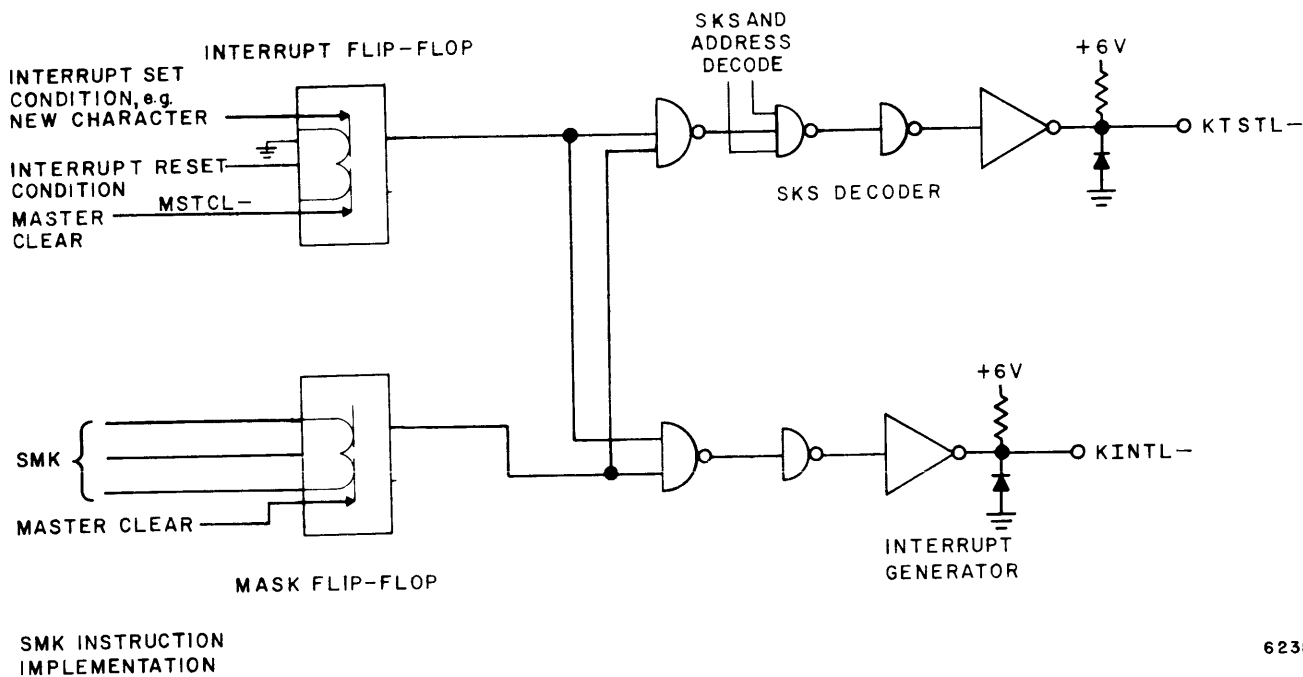 INTERRUPT FLIP-FLOP
INTERRUPT SET
CONDITION, e.g.
NEW CHARACTER
INTERRUPT RESET
CONDITION
MSTCL-
MASTER
CLEAR
SKS AND
ADDRESS
DECODE
+6V
KTSTL-
SKS DECODER
SMK
MASTER CLEAR
MASK FLIP-FLOP
+6V
KINTL-
INTERRUPT
GENERATOR
SMK INSTRUCTION
IMPLEMENTATION